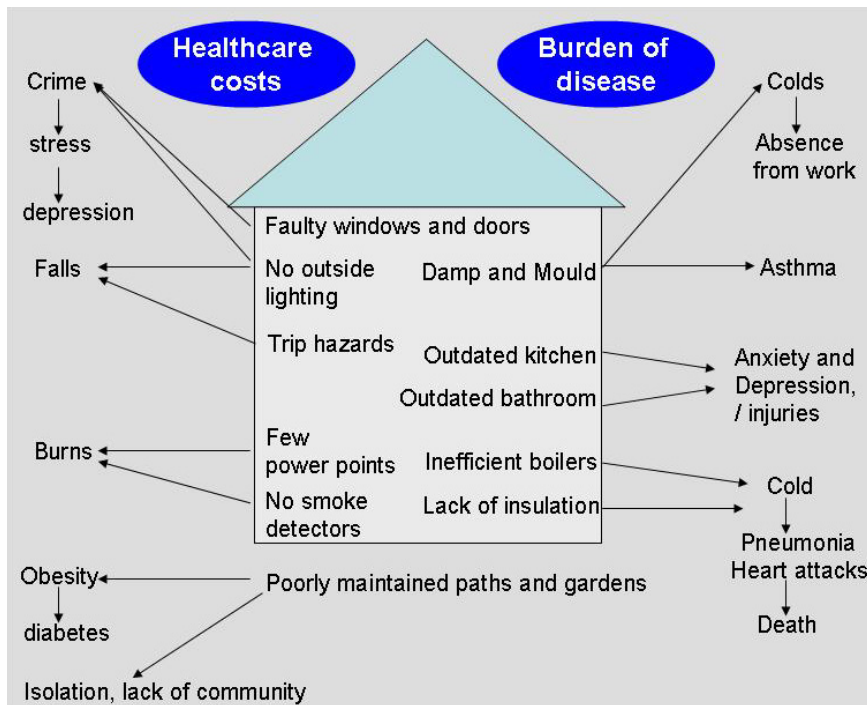 Healthcare
costs
Burden of
disease
Crime
stress
depression
Colds
Absence
from work
Faulty windows and doors
Falls
No outside
lighting
Damp and Mould
Asthma
Trip hazards
Outdated kitchen
Outdated bathroom
Anxiety and
Depression,
/ injuries
Burns
Few
power points
Inefficient boilers
No smoke
detectors
Lack of insulation
Cold
Pneumonia
Heart attacks
Death
Obesity
diabetes
Poorly maintained paths and gardens
Isolation, lack of community